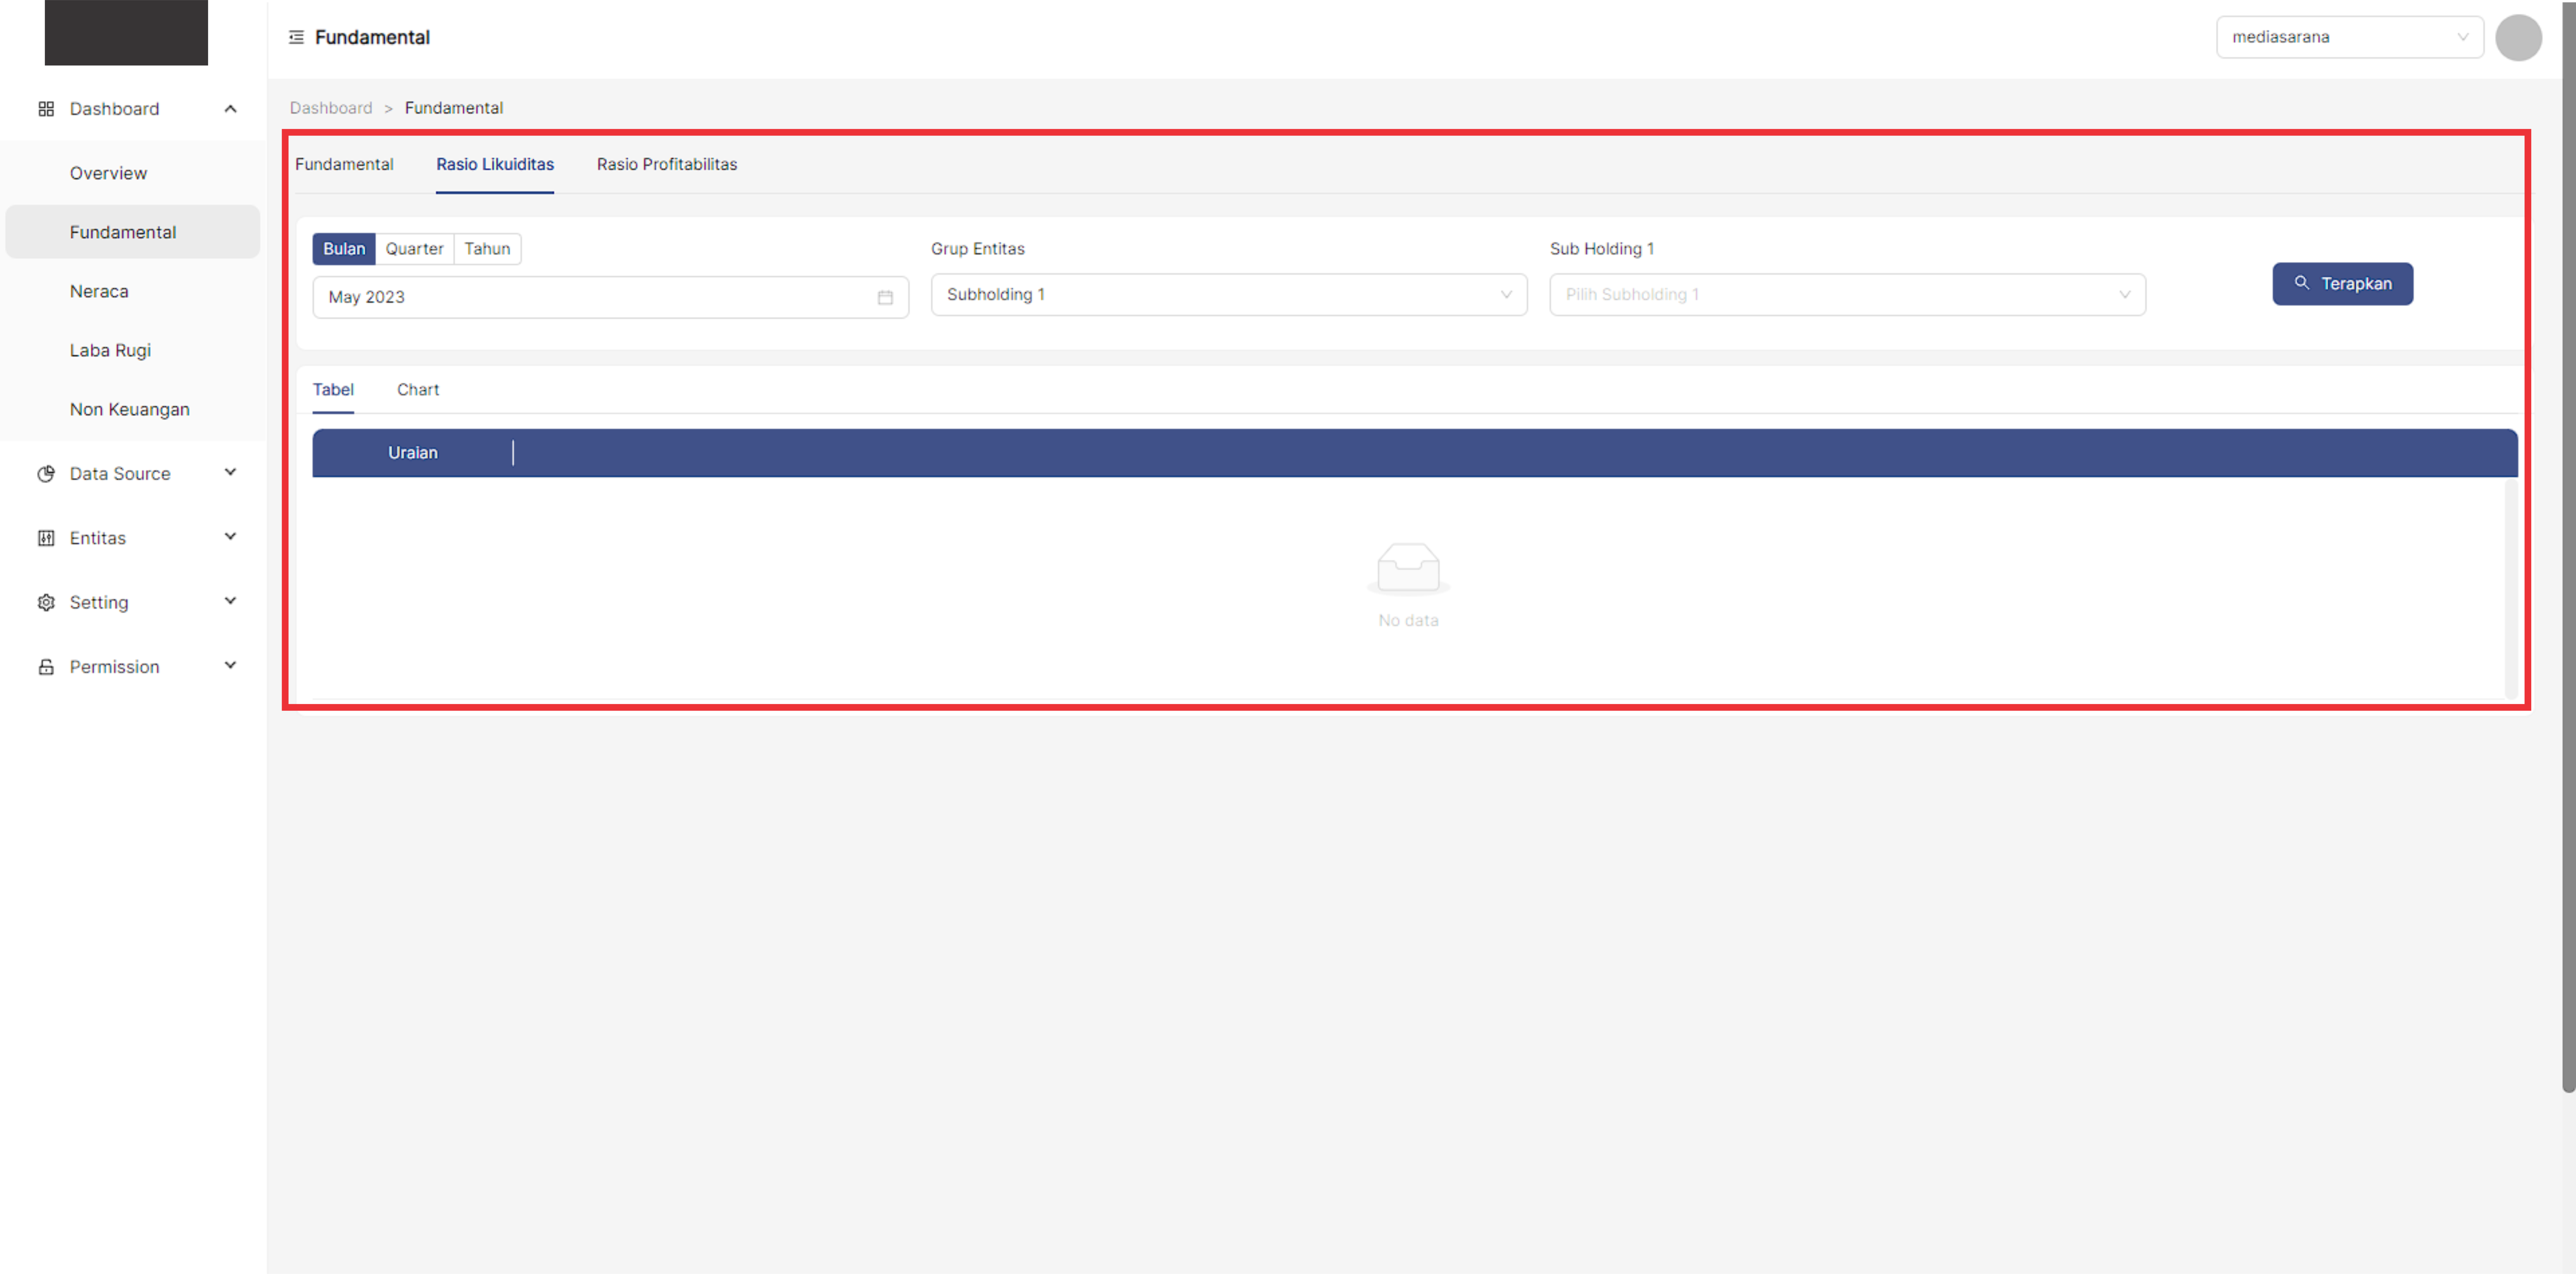 Fundamental
mediasarana
Dashboard
Overview
Fundamental
Neraca
Laba Rugi
Non Keuangan
Data Source
Entitas
Setting
Permission
Dashboard > Fundamental
Fundamental Rasio Likuiditas Rasio Profitabilitas
Bulan Quarter Tahun Grup Entitas Sub Holding 1
May 2023 Subholding 1 Pilih Subholding 1 Terapkan
Tabel Chart
Uraian
No data